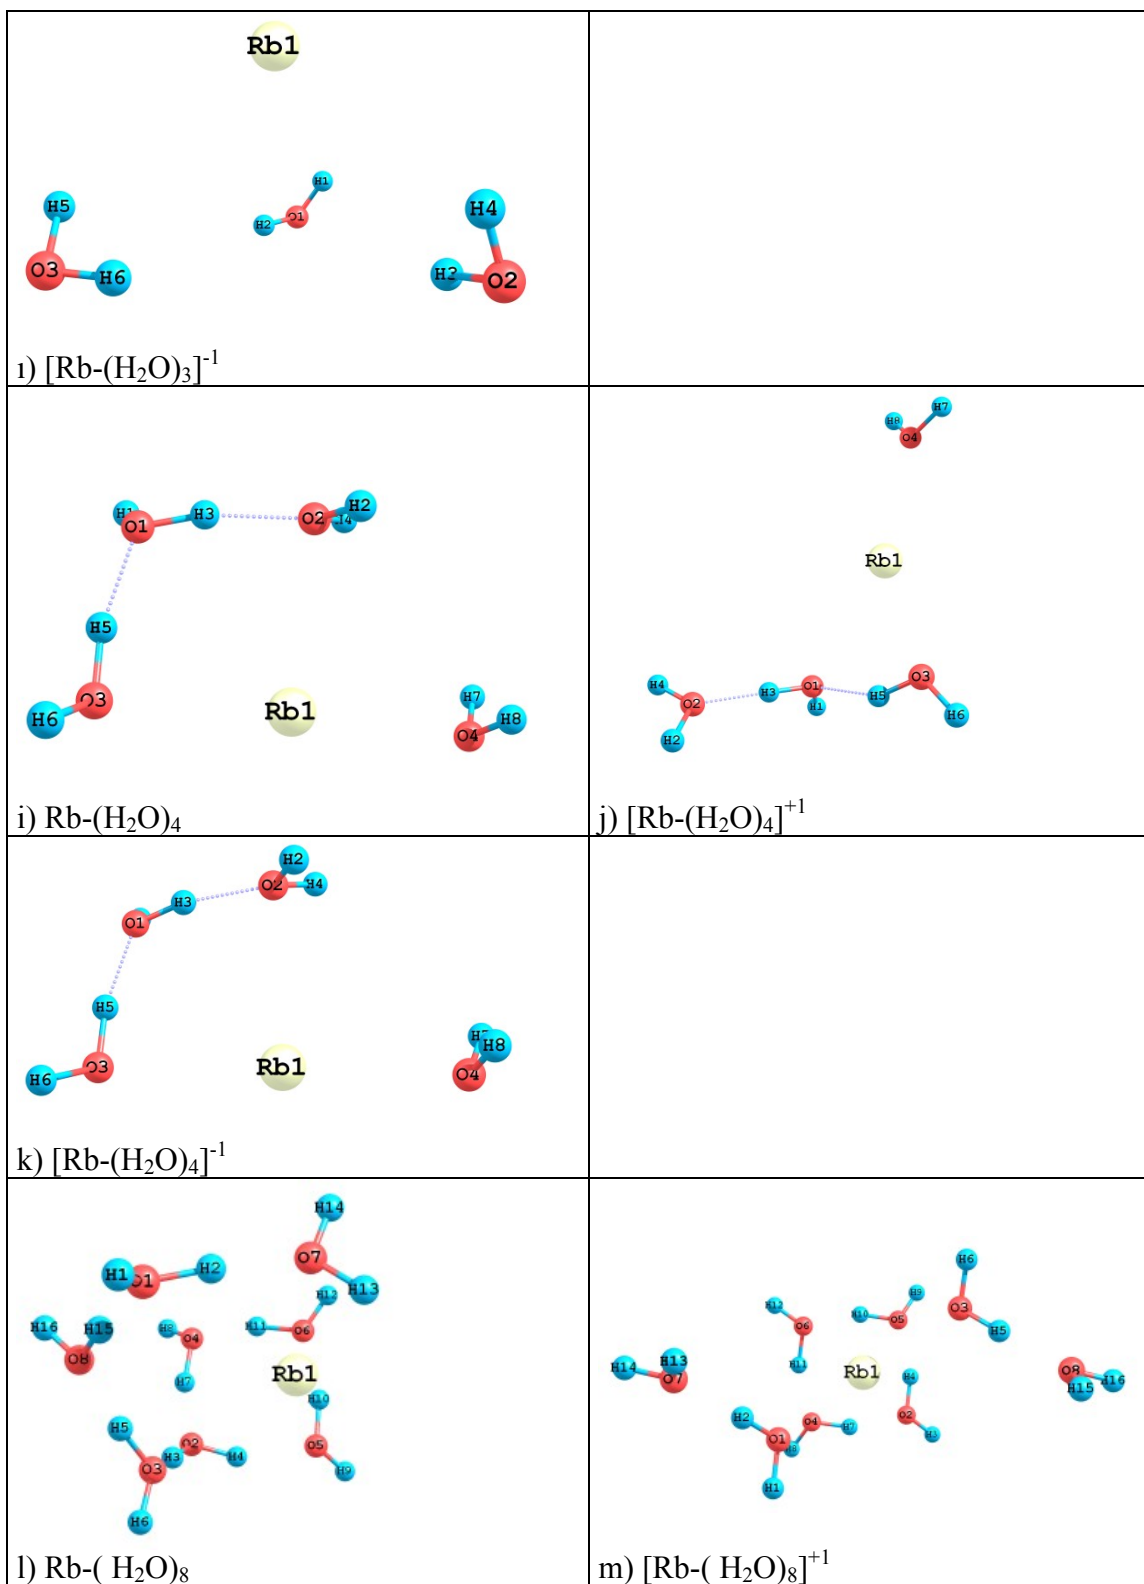 Rb1
H1
H5
H4
H2 O1
O3 H6
H3 O2
ı) [Rb-(H₂O)₃]⁻¹
H1 O1 H3 O2 H2
H5
O3 H6
Rb1
H7 H8
O4
i) Rb-(H₂O)₄
H8 H7
O4
Rb1
H4 H3 O1 H5 O3
O2 H1 H6
H2
j) [Rb-(H₂O)₄]⁺¹
H2
O2 H4
H3
O1
H5
O3
H6
Rb1
H8
O4
k) [Rb-(H₂O)₄]⁻¹
H14
O7
H1 O1 H2
H13
H12
H16 H15 H8 O4 H11 O6
O8
H7 Rb1
H10
H5
O2 O5
O3 H3 H4
H9
H6
l) Rb-( H₂O)₈
H6
H9
H12 H10 O5 O3
O6 H5
H14 H13 H11 Rb1 O8
O7 H4 H15 H16
H2 O4 H7 O2
O1 H8 H3
H1
m) [Rb-( H₂O)₈]⁺¹